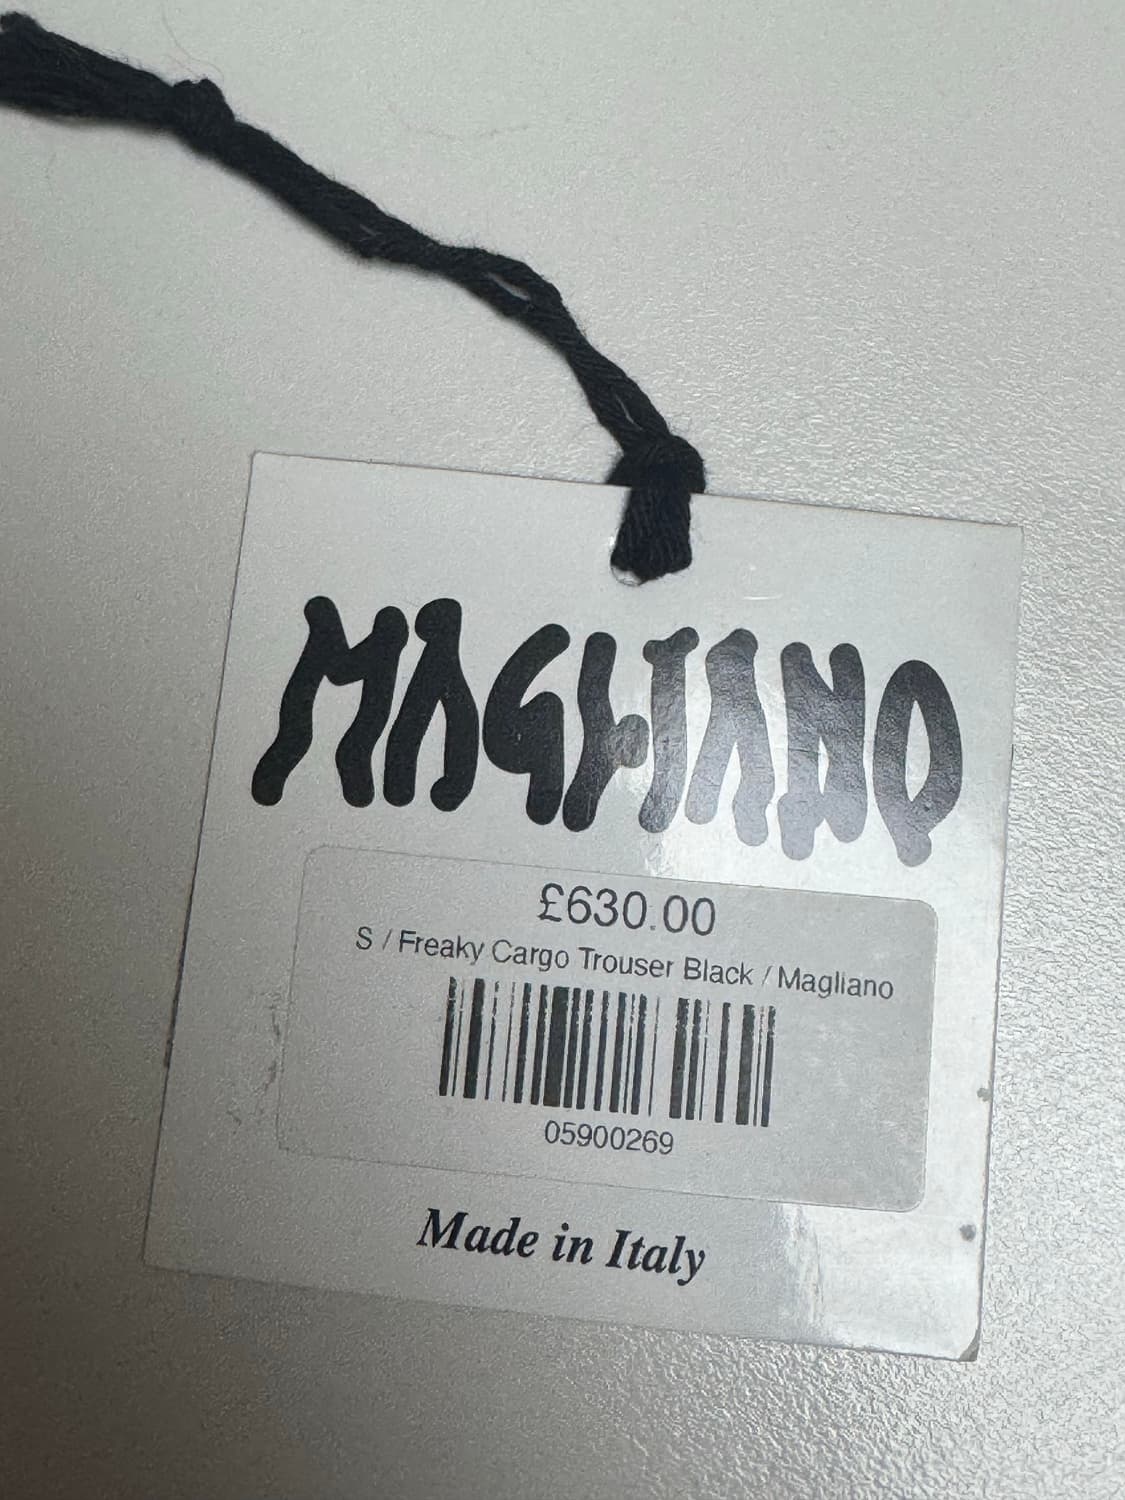 MAGLIANO
£630.00
S / Freaky Cargo Trouser Black / Magliano
05900269
Made in Italy